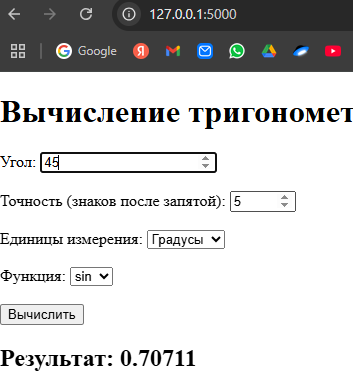 127.0.0.1:5000
Google
Вычисление тригономет
Угол: 45
Точность (знаков после запятой): 5
Единицы измерения: Градусы
Функция: sin
Вычислить
Результат: 0.70711